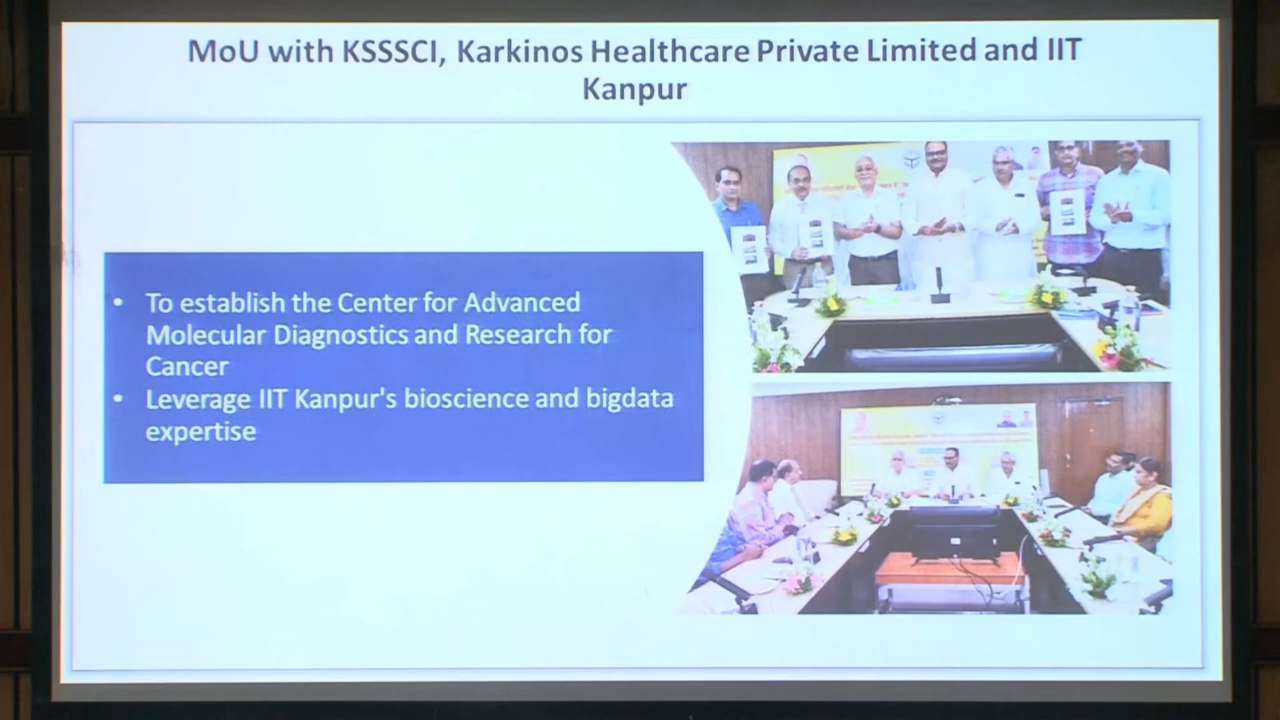 MoU with KSSSCI, Karkinos Healthcare Private Limited and IIT
Kanpur
• To establish the Center for Advanced
Molecular Diagnostics and Research for
Cancer
• Leverage IIT Kanpur's bioscience and bigdata
expertise